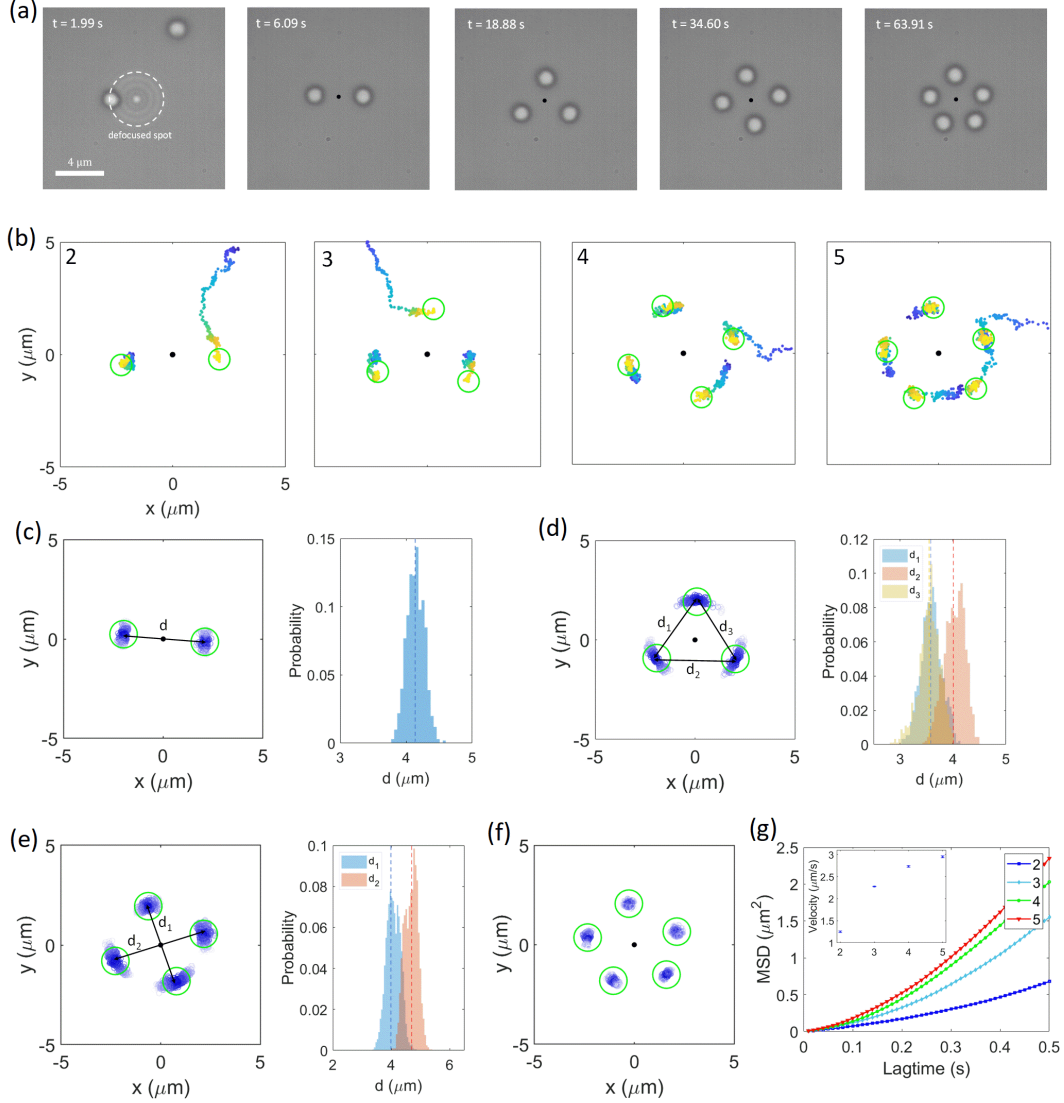 (a)
t = 1.99 s
t = 6.09 s
t = 18.88 s
t = 34.60 s
t = 63.91 s
defocused spot
4 μm
(b)
2
3
4
5
5
0
-5
y (μm)
-5
0
5
x (μm)
(c)
5
0
-5
y (μm)
d
-5
0
5
x (μm)
0.15
0.1
0.05
0
Probability
3
4
5
d (μm)
(d)
5
0
-5
y (μm)
d1
d3
d2
-5
0
5
x (μm)
0.12
0.1
0.08
0.06
0.04
0.02
0
Probability
d1
d2
d3
3
4
5
d (μm)
(e)
5
0
-5
y (μm)
d1
d2
-5
0
5
x (μm)
0.1
0.08
0.06
0.04
0.02
0
Probability
d1
d2
2
4
6
d (μm)
(f)
5
0
-5
y (μm)
-5
0
5
x (μm)
(g)
2.5
2
1.5
1
0.5
0
MSD (μm²)
3
2.5
2
1.5
1
Velocity (μm/s)
2
3
4
5
2
3
4
5
0
0.1
0.2
0.3
0.4
0.5
Lagtime (s)